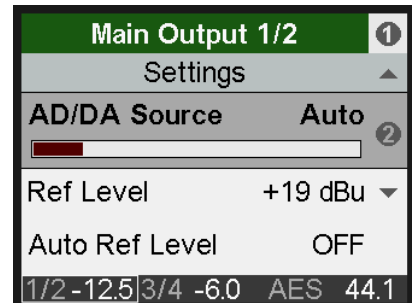 Main Output 1/2 1
Settings
AD/DA Source Auto 2
Ref Level +19 dBu
Auto Ref Level OFF
1/2 -12.5 3/4 -6.0 AES 44.1